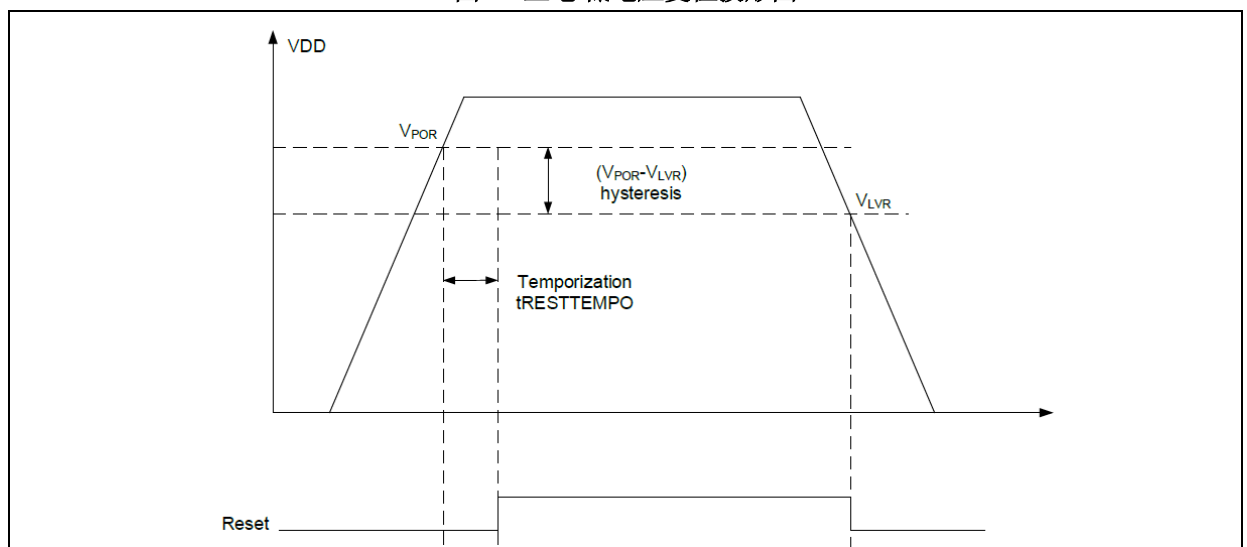 VDD
VPOR
(VPOR-VLVR)
hysteresis
VLVR
Temporization
tRESTTEMPO
Reset